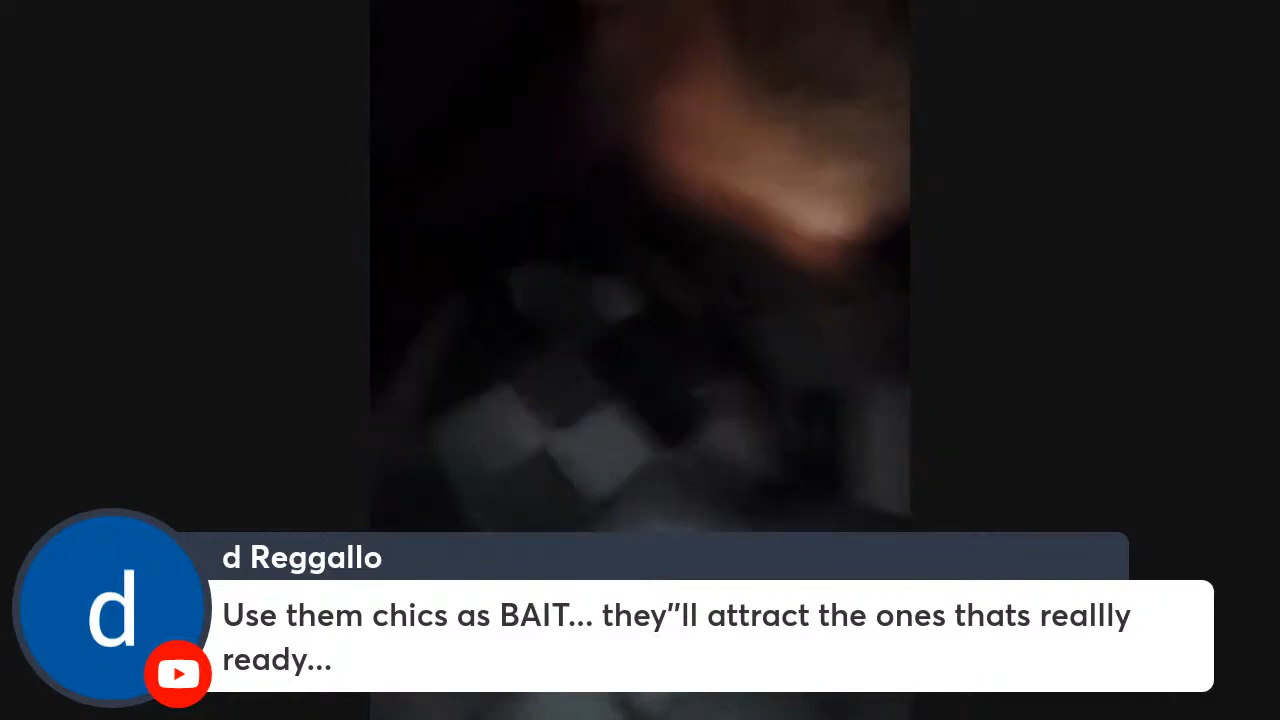 d Reggallo
Use them chics as BAIT... they"ll attract the ones thats reallly
ready...
d